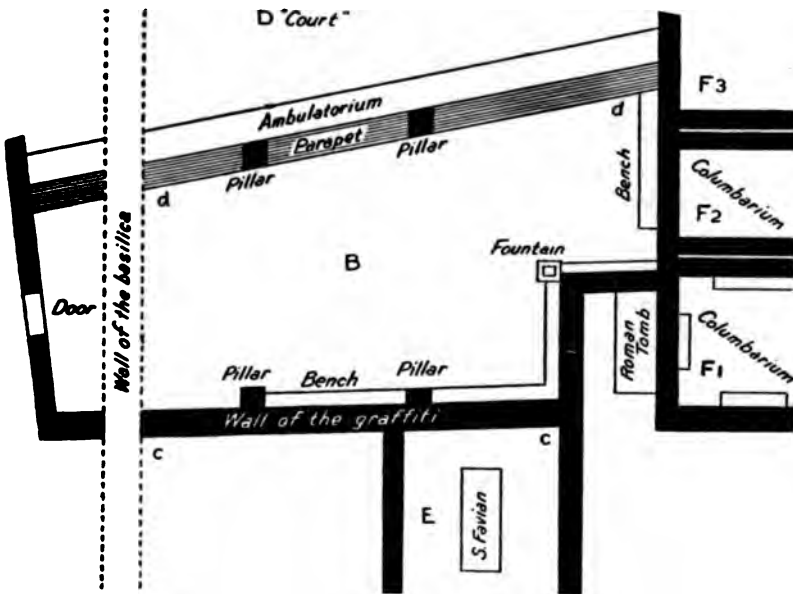 D "Court"
F3
Ambulatorium
d
Parapet
Pillar
Pillar
Bench
Columbarium
d
F2
Fountain
B
Door
Wall of the basilica
Roman
Tomb
Columbarium
F1
Pillar
Bench
Pillar
Wall of the graffiti
c
c
E
S. Favian